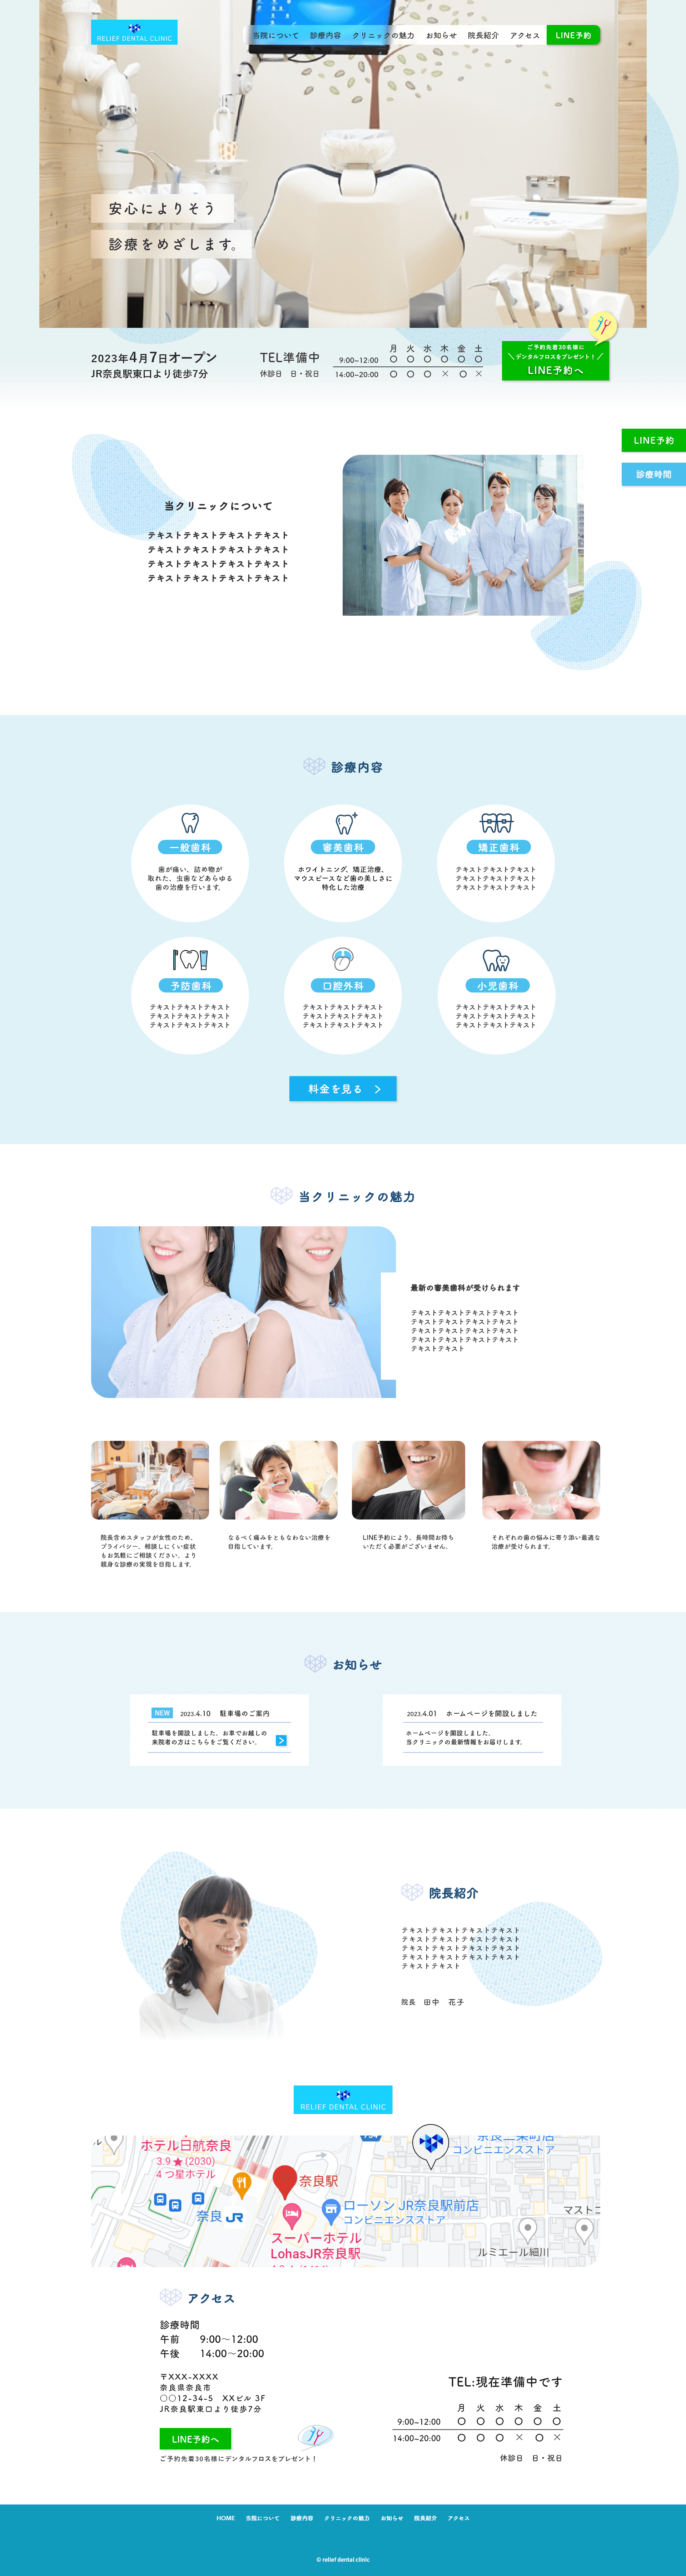 RELIEF DENTAL CLINIC
当院について 診療内容 クリニックの魅力 お知らせ 院長紹介 アクセス LINE予約
安心によりそう
診療をめざします。
2023年4月7日オープン
JR奈良駅東口より徒歩7分
TEL準備中
休診日 日・祝日
月 火 水 木 金 土
9:00~12:00 〇 〇 〇 〇 〇 〇
14:00~20:00 〇 〇 〇 × 〇 ×
ご予約先着30名様に
＼デンタルフロスをプレゼント！／
LINE予約へ
LINE予約
診療時間
当クリニックについて
テキストテキストテキストテキスト
テキストテキストテキストテキスト
テキストテキストテキストテキスト
テキストテキストテキストテキスト
診療内容
一般歯科
歯が痛い、詰め物が
取れた、虫歯などあらゆる
歯の治療を行います。
審美歯科
ホワイトニング、矯正治療、
マウスピースなど歯の美しさに
特化した治療
矯正歯科
テキストテキストテキスト
テキストテキストテキスト
テキストテキストテキスト
予防歯科
テキストテキストテキスト
テキストテキストテキスト
テキストテキストテキスト
口腔外科
テキストテキストテキスト
テキストテキストテキスト
テキストテキストテキスト
小児歯科
テキストテキストテキスト
テキストテキストテキスト
テキストテキストテキスト
料金を見る
当クリニックの魅力
最新の審美歯科が受けられます
テキストテキストテキストテキスト
テキストテキストテキストテキスト
テキストテキストテキストテキスト
テキストテキストテキストテキスト
テキストテキスト
院長含めスタッフが女性のため、
プライバシー、相談しにくい症状
もお気軽にご相談ください。より
親身な診療の実現を目指します。
なるべく痛みをともなわない治療を
目指しています。
LINE予約により、長時間お待ち
いただく必要がございません。
それぞれの歯の悩みに寄り添い最適な
治療が受けられます。
お知らせ
NEW 2023.4.10 駐車場のご案内
駐車場を開設しました。お車でお越しの
来院者の方はこちらをご覧ください。
2023.4.01 ホームページを開設しました
ホームページを開設しました。
当クリニックの最新情報をお届けします。
院長紹介
テキストテキストテキストテキスト
テキストテキストテキストテキスト
テキストテキストテキストテキスト
テキストテキストテキストテキスト
テキストテキスト
院長 田中 花子
RELIEF DENTAL CLINIC
ル
ホテル日航奈良
3.9★(2030)
4 つ星ホテル
奈良 JR
奈良駅
スーパーホテル
LohasJR奈良駅
ローソン JR奈良駅前店
コンビニエンスストア
コンビニエンスストア
マストコ
ルミエール細川
アクセス
診療時間
午前 9:00〜12:00
午後 14:00〜20:00
〒XXX-XXXX
奈良県奈良市
〇〇12-34-5 XXビル 3F
JR奈良駅東口より徒歩7分
LINE予約へ
ご予約先着30名様にデンタルフロスをプレゼント！
TEL:現在準備中です
月 火 水 木 金 土
9:00~12:00 〇 〇 〇 〇 〇 〇
14:00~20:00 〇 〇 〇 × 〇 ×
休診日 日・祝日
HOME 当院について 診療内容 クリニックの魅力 お知らせ 院長紹介 アクセス
© relief dental clinic